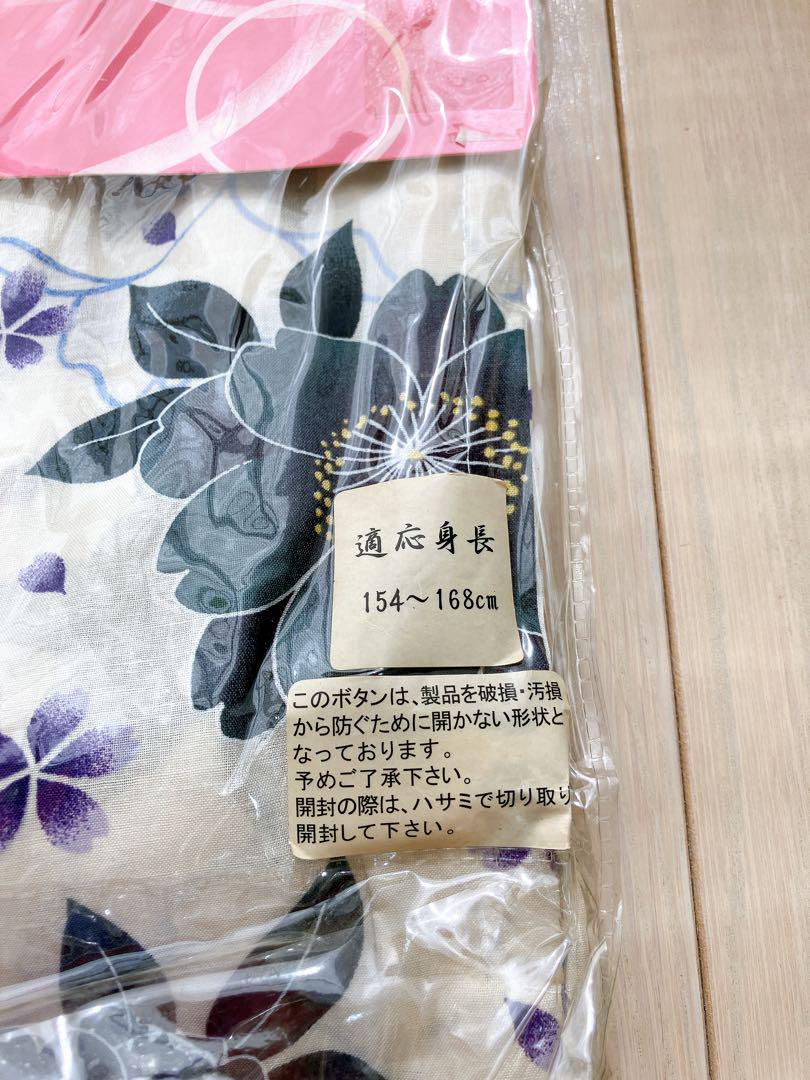 適応身長
154～168cm
このボタンは、製品を破損・汚損
から防ぐために開かない形状と
なっております。
予めご了承下さい。
開封の際は、ハサミで切り取り
開封して下さい。